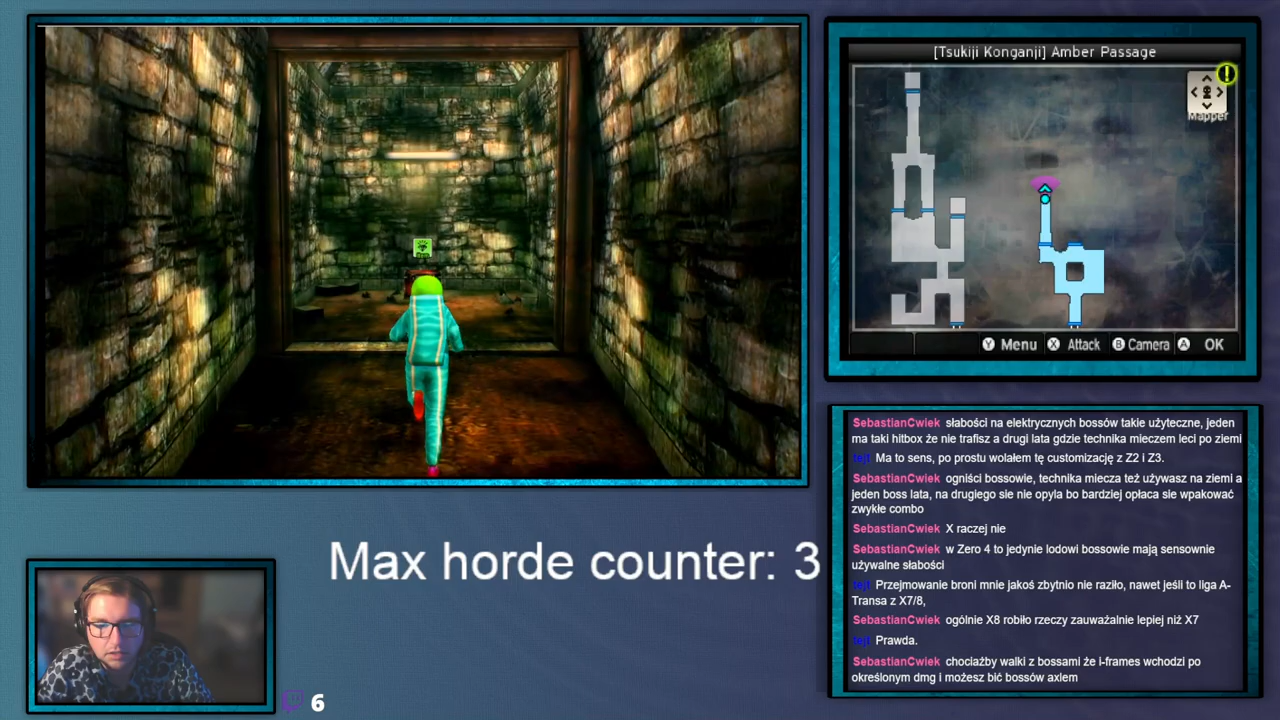 [Tsukiji Konganji] Amber Passage
Mapper
Y Menu X Attack B Camera A OK
Max horde counter: 3
SebastianCwiek słabości na elektrycznych bossów takie użyteczne, jeden
ma taki hitbox że nie trafisz a drugi lata gdzie technika mieczem leci po ziemi
tejt Ma to sens, po prostu wolałem tę customizację z Z2 i Z3.
SebastianCwiek ogniści bossowie, technika miecza też używasz na ziemi a
jeden boss lata, na drugiego sie nie opyla bo bardziej opłaca sie wpakować
zwykłe combo
SebastianCwiek X raczej nie
SebastianCwiek w Zero 4 to jedynie lodowi bossowie mają sensownie
używalne słabości
tejt Przejmowanie broni mnie jakoś zbytnio nie raziło, nawet jeśli to liga A-
Transa z X7/8,
SebastianCwiek ogólnie X8 robiło rzeczy zauważalnie lepiej niż X7
tejt Prawda.
SebastianCwiek chociażby walki z bossami że i-frames wchodzi po
określonym dmg i możesz bić bossów axlem
6